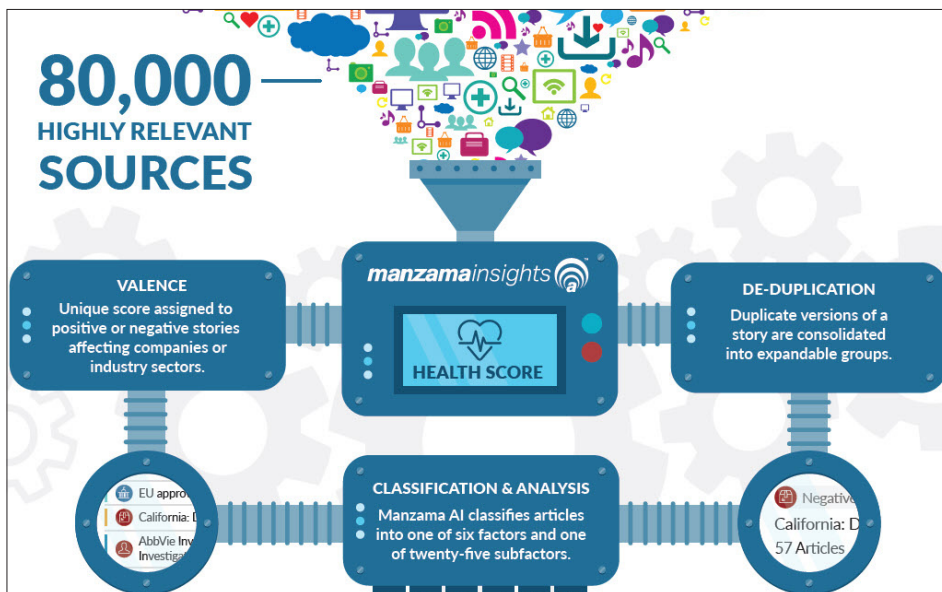 80,000
HIGHLY RELEVANT
SOURCES
manzamainsights
HEALTH SCORE
VALENCE
Unique score assigned to
positive or negative stories
affecting companies or
industry sectors.
DE-DUPLICATION
Duplicate versions of a
story are consolidated
into expandable groups.
EU approv
California: D
AbbVie Inv
Investigat
CLASSIFICATION & ANALYSIS
Manzama AI classifies articles
into one of six factors and one
of twenty-five subfactors.
Negative
California: D
57 Articles